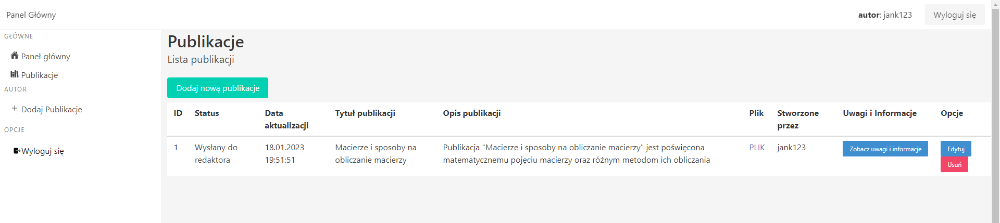 Panel Główny
autor: jank123
Wyloguj się
GŁÓWNE
Paneł główny
Publikacje
AUTOR
Dodaj Publikacje
OPCJE
Wyloguj się
Publikacje
Lista publikacji
Dodaj nową publikacje
ID
Status
Data
aktualizacji
Tytuł publikacji
Opis publikacji
Plik
Stworzone
przez
Uwagi i Informacje
Opcje
1
Wysłany do
redaktora
18.01.2023
19:51:51
Macierze i sposoby na
obliczanie macierzy
Publikacja "Macierze i sposoby na obliczanie macierzy" jest poświęcona
matematycznemu pojęciu macierzy oraz różnym metodom ich obliczania
PLIK
jank123
Zobacz uwagi i informacje
Edytuj
Usuń